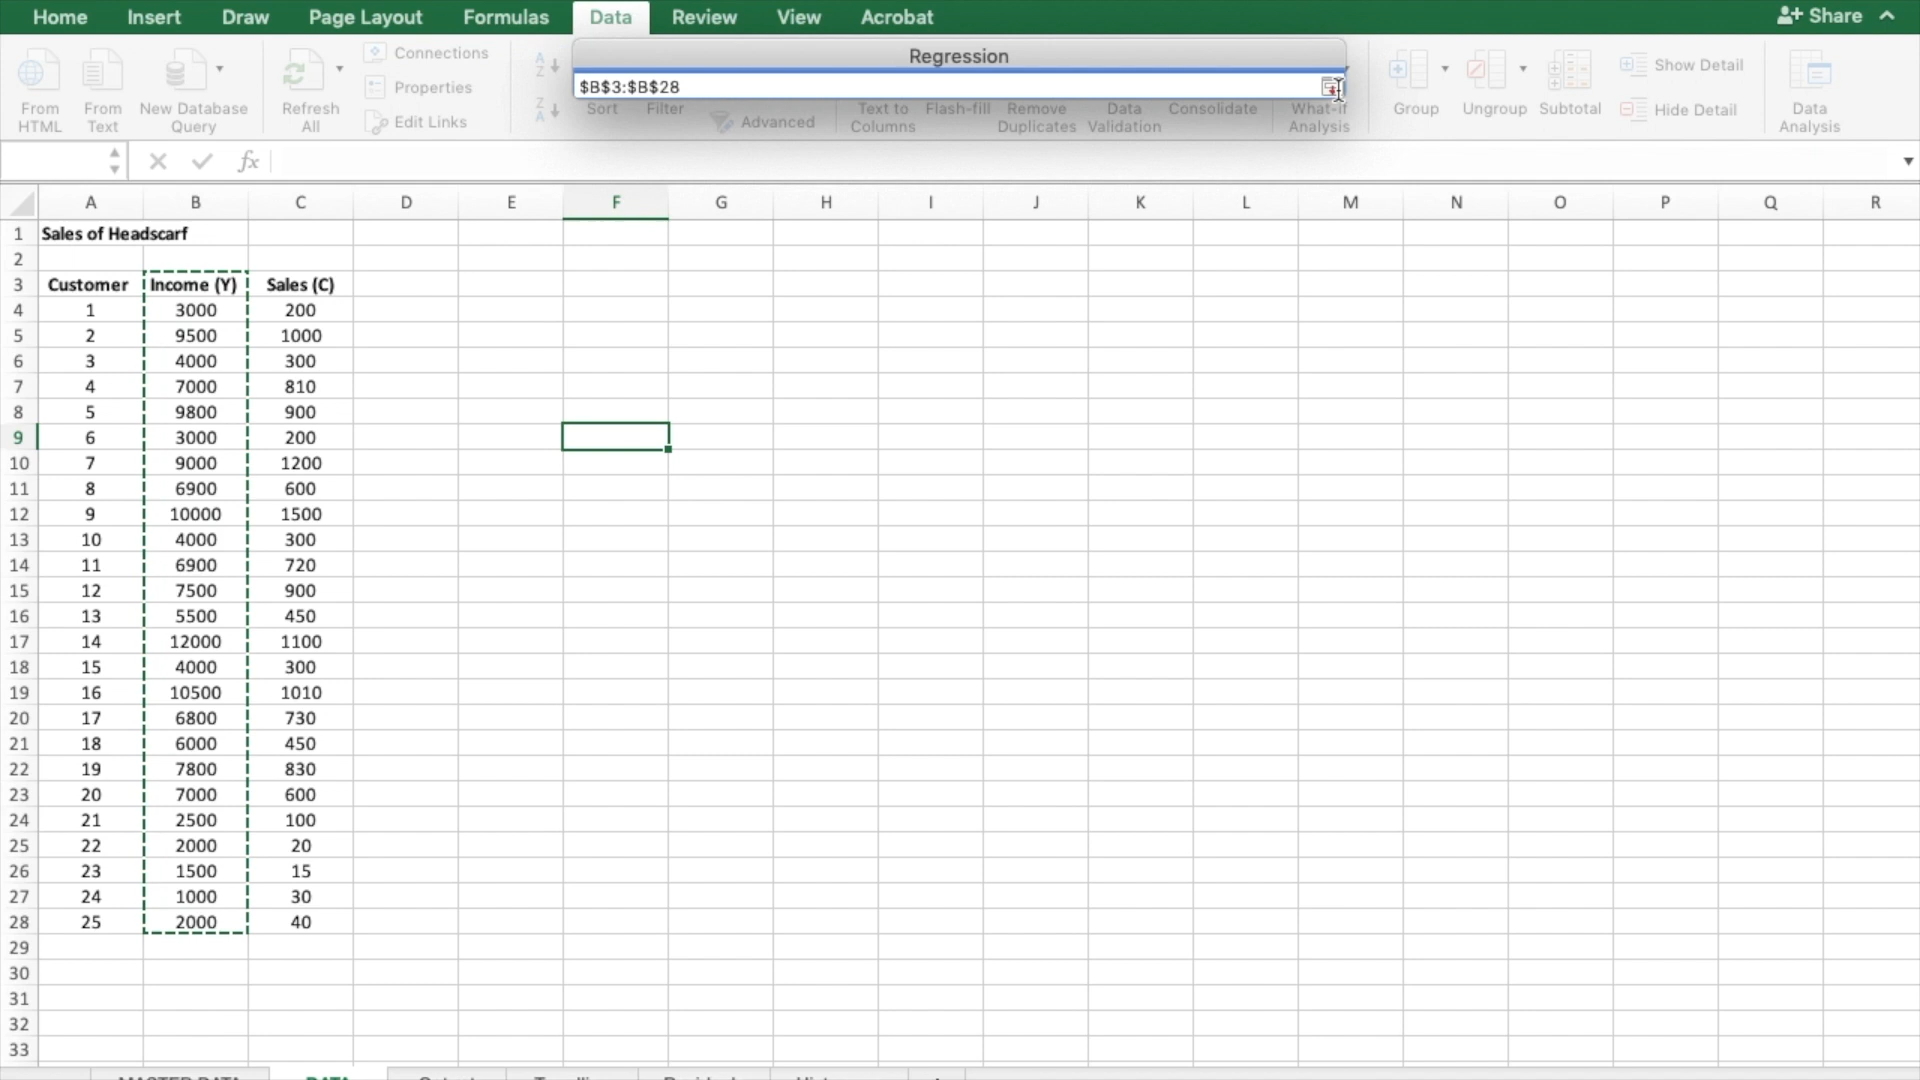 Home Insert Draw Page Layout Formulas Data Review View Acrobat Share
Regression
$B$3:$B$28
Connections
Properties
Edit Links
From HTML
From Text
New Database Query
Refresh All
Sort
Filter
Advanced
Text to Columns
Flash-fill
Remove Duplicates
Data Validation
Consolidate
What-if Analysis
Group
Ungroup
Subtotal
Show Detail
Hide Detail
Data Analysis
fx
A B C D E F G H I J K L M N O P Q R
1 Sales of Headscarf
2
3 Customer Income (Y) Sales (C)
4 1 3000 200
5 2 9500 1000
6 3 4000 300
7 4 7000 810
8 5 9800 900
9 6 3000 200
10 7 9000 1200
11 8 6900 600
12 9 10000 1500
13 10 4000 300
14 11 6900 720
15 12 7500 900
16 13 5500 450
17 14 12000 1100
18 15 4000 300
19 16 10500 1010
20 17 6800 730
21 18 6000 450
22 19 7800 830
23 20 7000 600
24 21 2500 100
25 22 2000 20
26 23 1500 15
27 24 1000 30
28 25 2000 40
29
30
31
32
33
MASTER DATA DATA